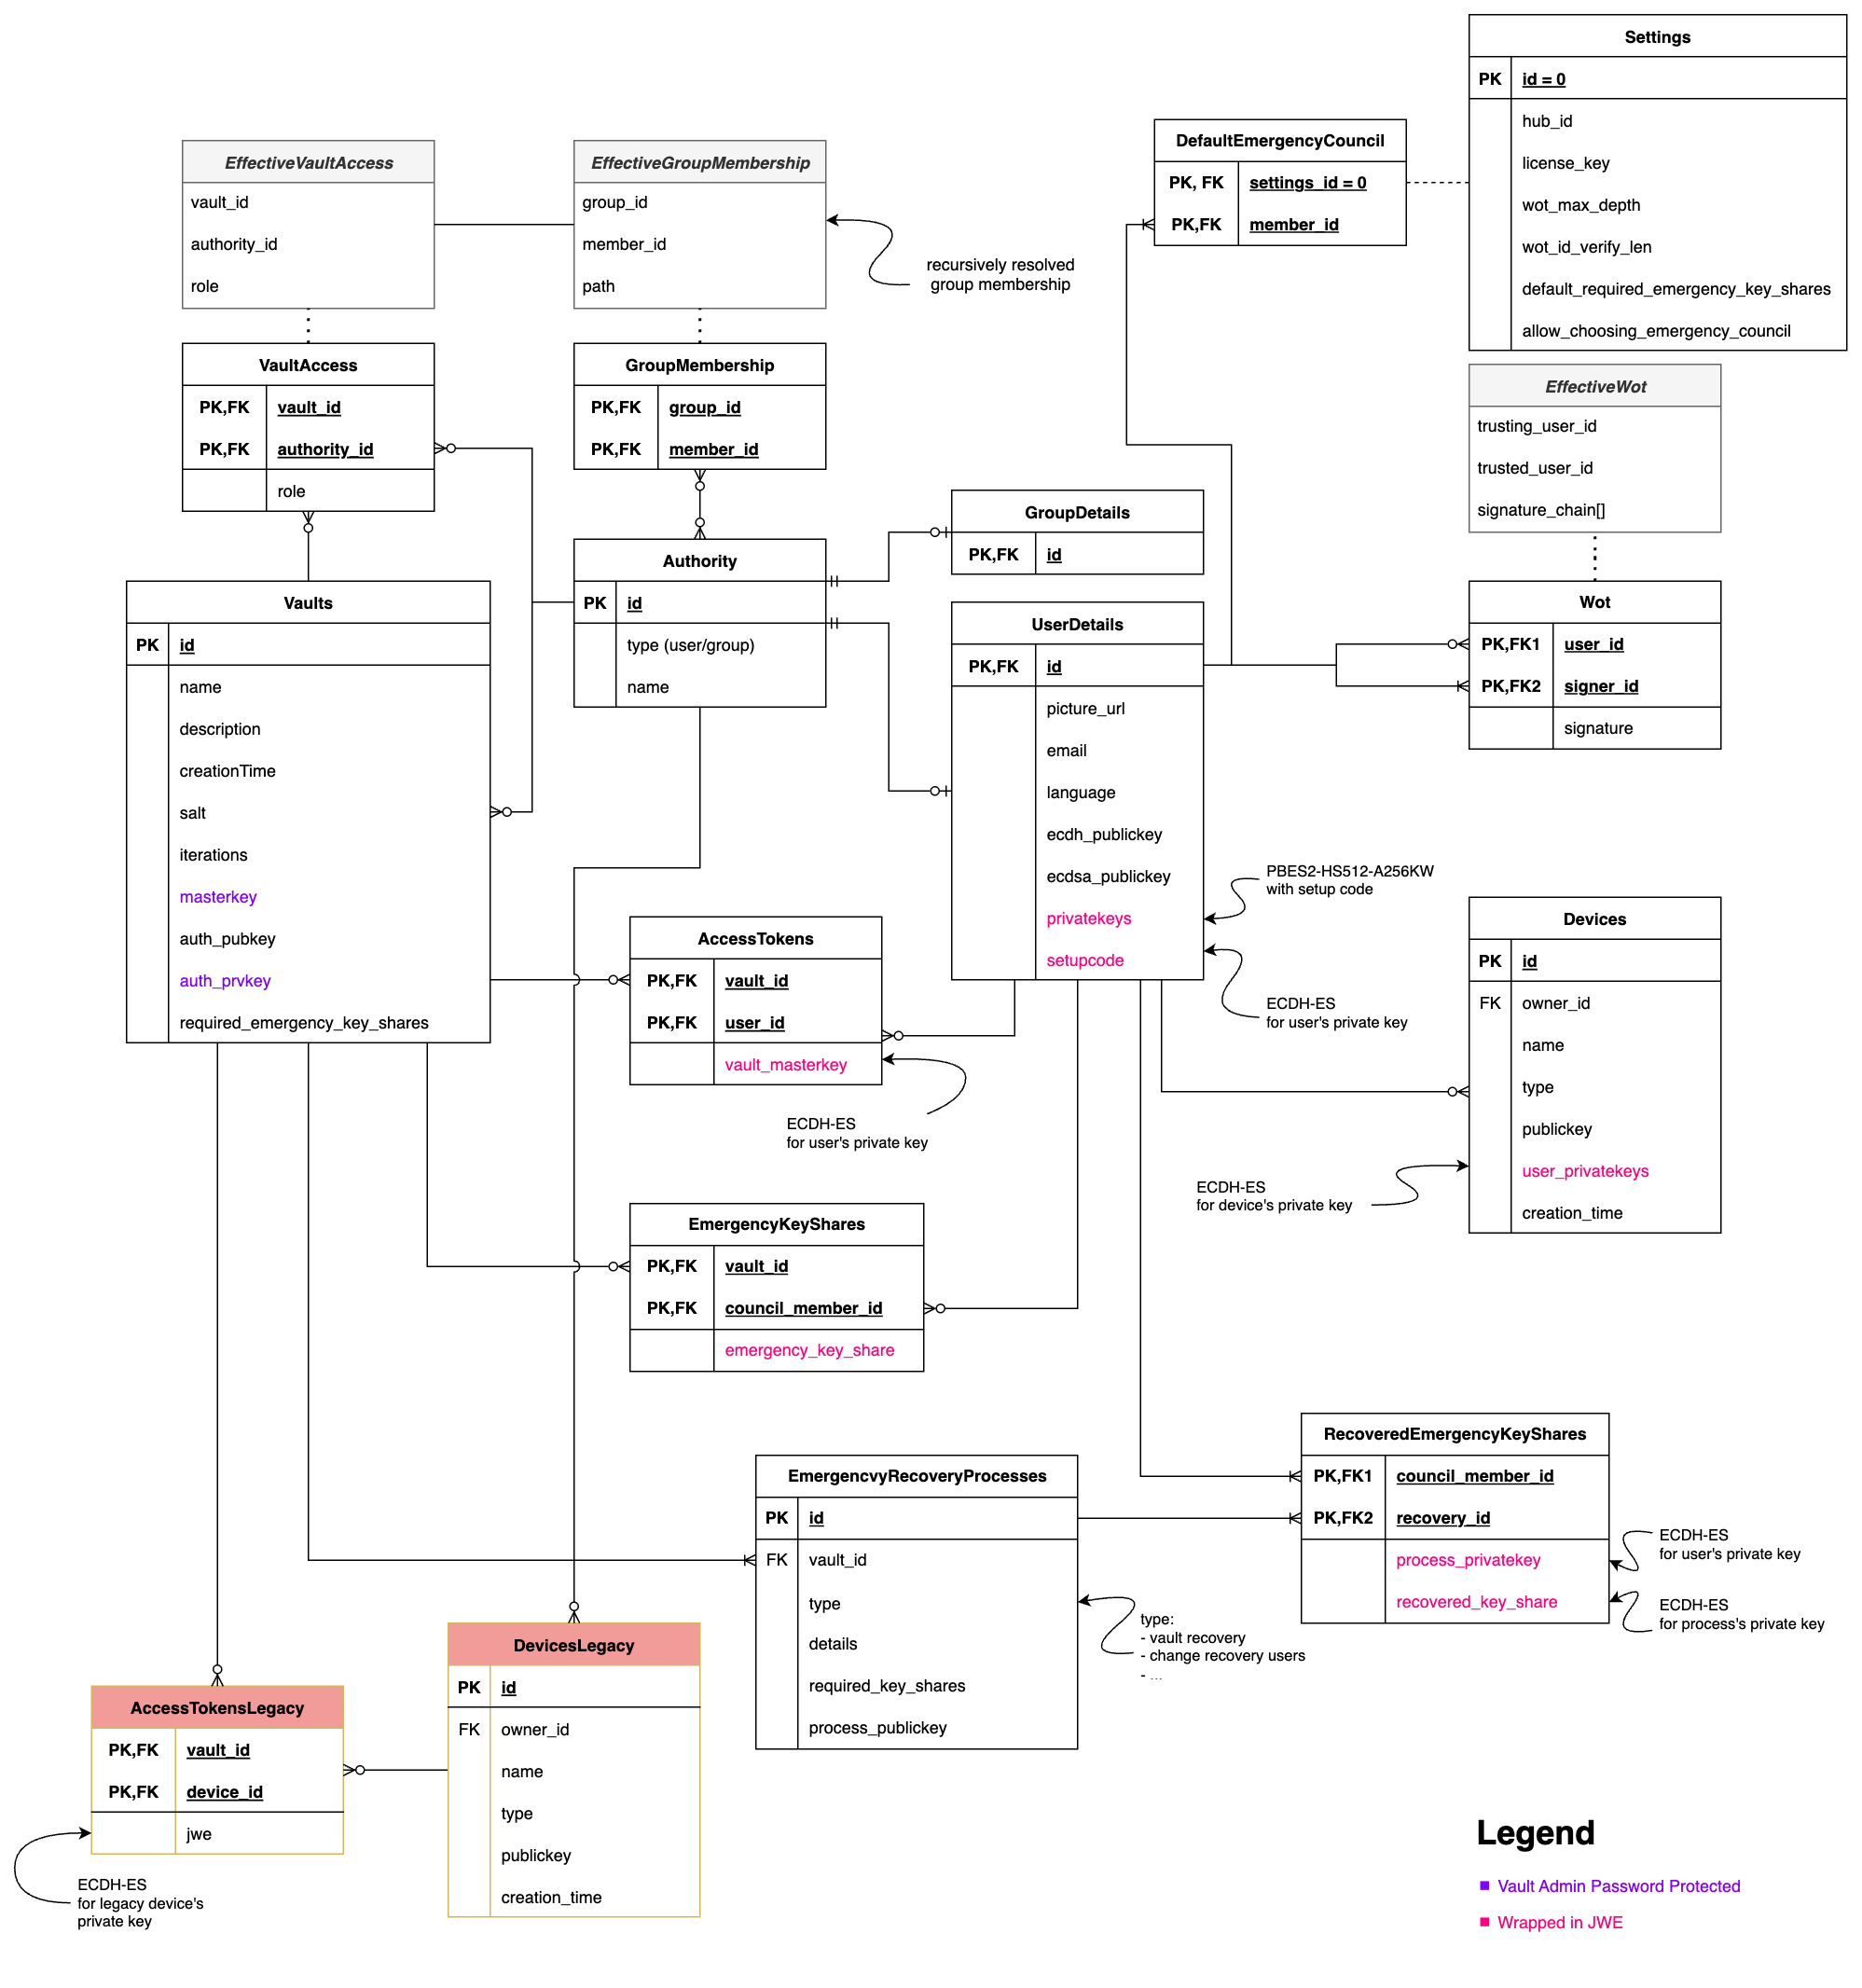 Settings
PK id = 0
hub_id
license_key
wot_max_depth
wot_id_verify_len
default_required_emergency_key_shares
allow_choosing_emergency_council
DefaultEmergencyCouncil
PK, FK settings_id = 0
PK,FK member_id
EffectiveVaultAccess
vault_id
authority_id
role
EffectiveGroupMembership
group_id
member_id
path
recursively resolved
group membership
VaultAccess
PK,FK vault_id
PK,FK authority_id
role
GroupMembership
PK,FK group_id
PK,FK member_id
EffectiveWot
trusting_user_id
trusted_user_id
signature_chain[]
GroupDetails
PK,FK id
Authority
PK id
type (user/group)
name
Vaults
PK id
name
description
creationTime
salt
iterations
masterkey
auth_pubkey
auth_prvkey
required_emergency_key_shares
UserDetails
PK,FK id
picture_url
email
language
ecdh_publickey
ecdsa_publickey
privatekeys
setupcode
Wot
PK,FK1 user_id
PK,FK2 signer_id
signature
PBES2-HS512-A256KW
with setup code
ECDH-ES
for user's private key
AccessTokens
PK,FK vault_id
PK,FK user_id
vault_masterkey
ECDH-ES
for user's private key
Devices
PK id
FK owner_id
name
type
publickey
user_privatekeys
creation_time
ECDH-ES
for device's private key
EmergencyKeyShares
PK,FK vault_id
PK,FK council_member_id
emergency_key_share
RecoveredEmergencyKeyShares
PK,FK1 council_member_id
PK,FK2 recovery_id
process_privatekey
recovered_key_share
ECDH-ES
for user's private key
ECDH-ES
for process's private key
EmergencvyRecoveryProcesses
PK id
FK vault_id
type
details
required_key_shares
process_publickey
type:
- vault recovery
- change recovery users
- ...
DevicesLegacy
PK id
FK owner_id
name
type
publickey
creation_time
AccessTokensLegacy
PK,FK vault_id
PK,FK device_id
jwe
ECDH-ES
for legacy device's
private key
Legend
Vault Admin Password Protected
Wrapped in JWE